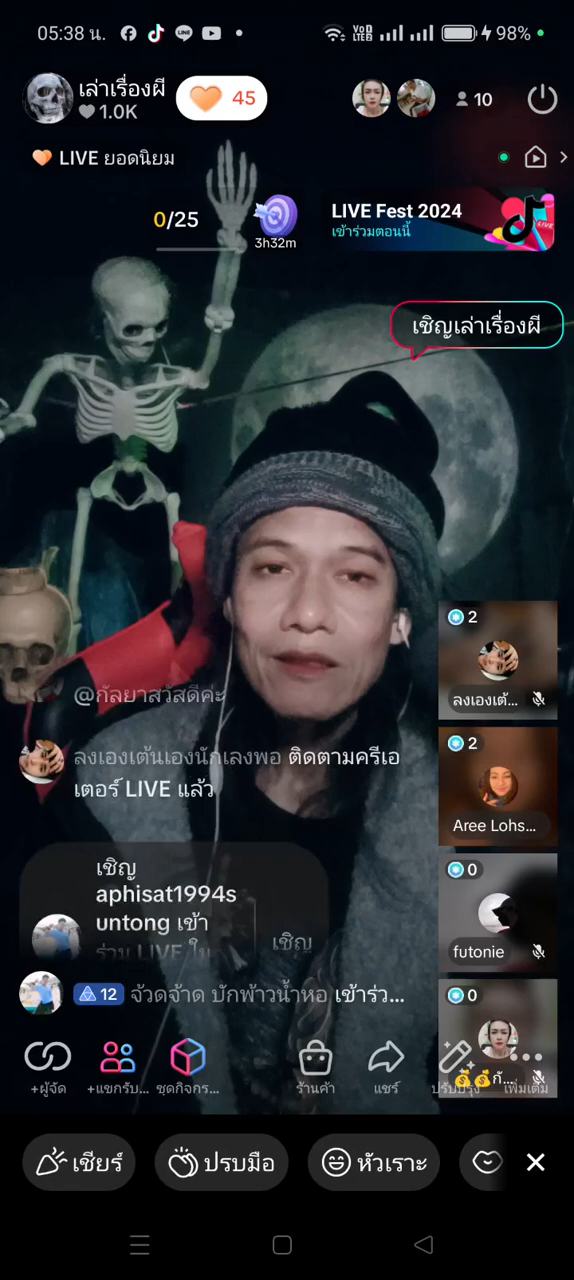 05:38 น.
VoD LTE2
98%
เล่าเรื่องผี
1.0K
45
10
LIVE ยอดนิยม
0/25
3h32m
LIVE Fest 2024
เข้าร่วมตอนนี้
LIVE
เชิญเล่าเรื่องผี
@กัลยาสวัสดีค่ะ
ลงเองเต้นเองนักเลงพอ ติดตามครีเอ
เตอร์ LIVE แล้ว
2
ลงเองเต้...
2
Aree Lohs...
0
futonie
0
💰💰กั...
เชิญ
aphisat1994s
untong เข้า
ร่วม LIVE ใน
เชิญ
12 จ้วดจ้าด บักพ้าวน้ำหอ เข้าร่ว...
+ผู้จัด
+แขกรับ...
ชุดกิจกร...
ร้านค้า
แชร์
ปรับปรุง
เพิ่มเติม
เชียร์
ปรบมือ
หัวเราะ